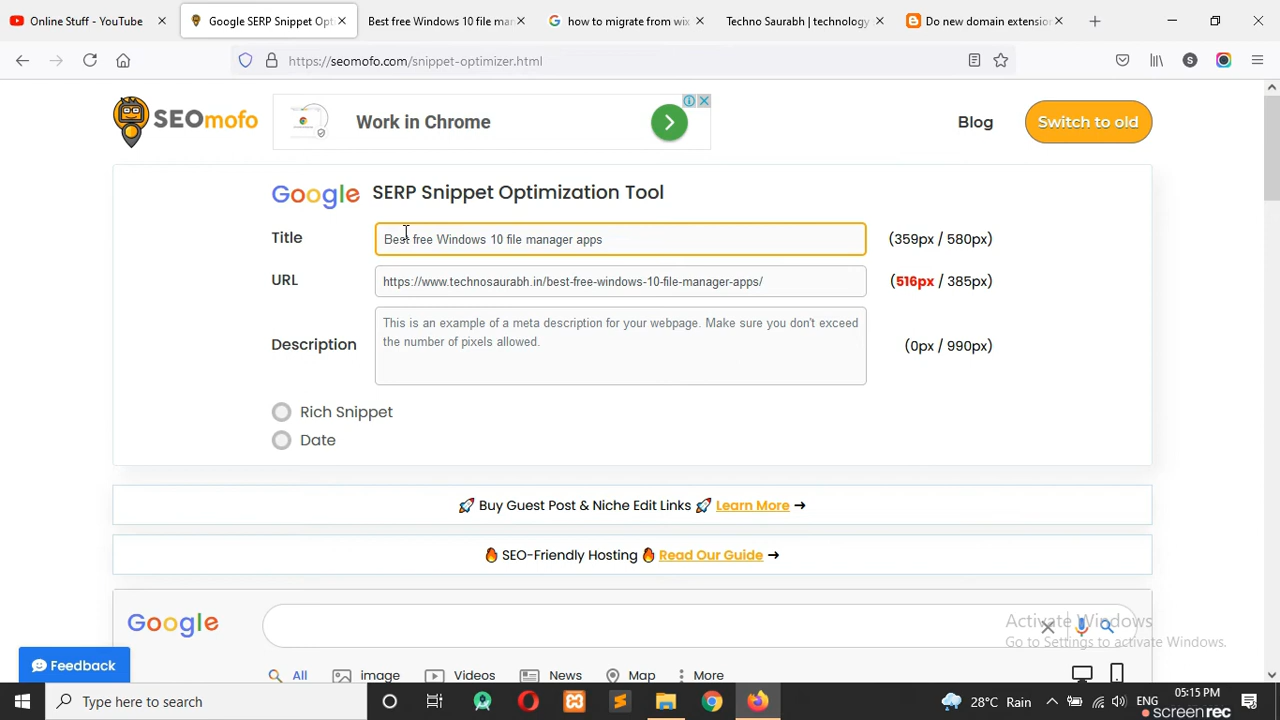 Online Stuff - YouTube
Google SERP Snippet Opt
Best free Windows 10 file mar
how to migrate from wix
Techno Saurabh | technology
Do new domain extensio
https://seomofo.com/snippet-optimizer.html
S
SEOmofo
Work in Chrome
Blog
Switch to old
Google SERP Snippet Optimization Tool
Title
Best free Windows 10 file manager apps
(359px / 580px)
URL
https://www.technosaurabh.in/best-free-windows-10-file-manager-apps/
(516px / 385px)
Description
This is an example of a meta description for your webpage. Make sure you don't exceed
the number of pixels allowed.
(0px / 990px)
Rich Snippet
Date
🚀 Buy Guest Post & Niche Edit Links 🚀 Learn More →
🔥 SEO-Friendly Hosting 🔥 Read Our Guide →
Google
Activate Windows
Go to Settings to activate Windows.
Feedback
All
image
Videos
News
Map
More
Type here to search
28°C Rain
ENG
05:15 PM
screenrec